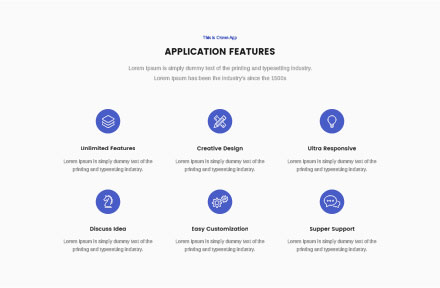 This is Crown App
APPLICATION FEATURES
Lorem Ipsum is simply dummy text of the printing and typesetting industry.
Lorem Ipsum has been the industry's since the 1500s
Unlimited Features
Creative Design
Ultra Responsive
Lorem Ipsum is simply dummy text of the
printing and typesetting industry.
Lorem Ipsum is simply dummy text of the
printing and typesetting industry.
Lorem Ipsum is simply dummy text of the
printing and typesetting industry.
Discuss Idea
Easy Customization
Supper Support
Lorem Ipsum is simply dummy text of the
printing and typesetting industry.
Lorem Ipsum is simply dummy text of the
printing and typesetting industry.
Lorem Ipsum is simply dummy text of the
printing and typesetting industry.